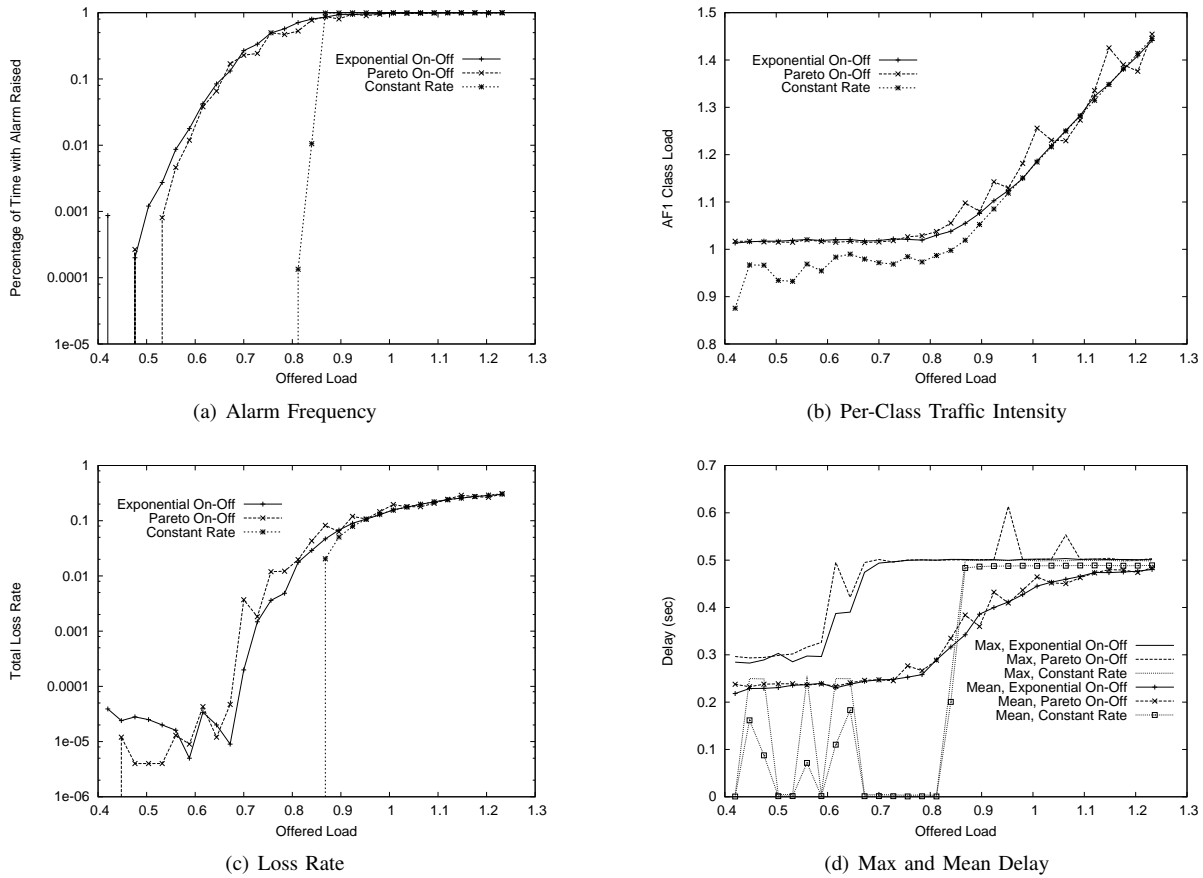 1
0.1
0.01
0.001
0.0001
1e-05
Percentage of Time with Alarm Raised
Exponential On-Off
Pareto On-Off
Constant Rate
0.4 0.5 0.6 0.7 0.8 0.9 1 1.1 1.2 1.3
Offered Load
(a) Alarm Frequency
1.5
1.4
1.3
1.2
1.1
1
0.9
0.8
AF1 Class Load
Exponential On-Off
Pareto On-Off
Constant Rate
0.4 0.5 0.6 0.7 0.8 0.9 1 1.1 1.2 1.3
Offered Load
(b) Per-Class Traffic Intensity
1
0.1
0.01
0.001
0.0001
1e-05
1e-06
Total Loss Rate
Exponential On-Off
Pareto On-Off
Constant Rate
0.4 0.5 0.6 0.7 0.8 0.9 1 1.1 1.2 1.3
Offered Load
(c) Loss Rate
0.7
0.6
0.5
0.4
0.3
0.2
0.1
0
Delay (sec)
Max, Exponential On-Off
Max, Pareto On-Off
Max, Constant Rate
Mean, Exponential On-Off
Mean, Pareto On-Off
Mean, Constant Rate
0.4 0.5 0.6 0.7 0.8 0.9 1 1.1 1.2 1.3
Offered Load
(d) Max and Mean Delay